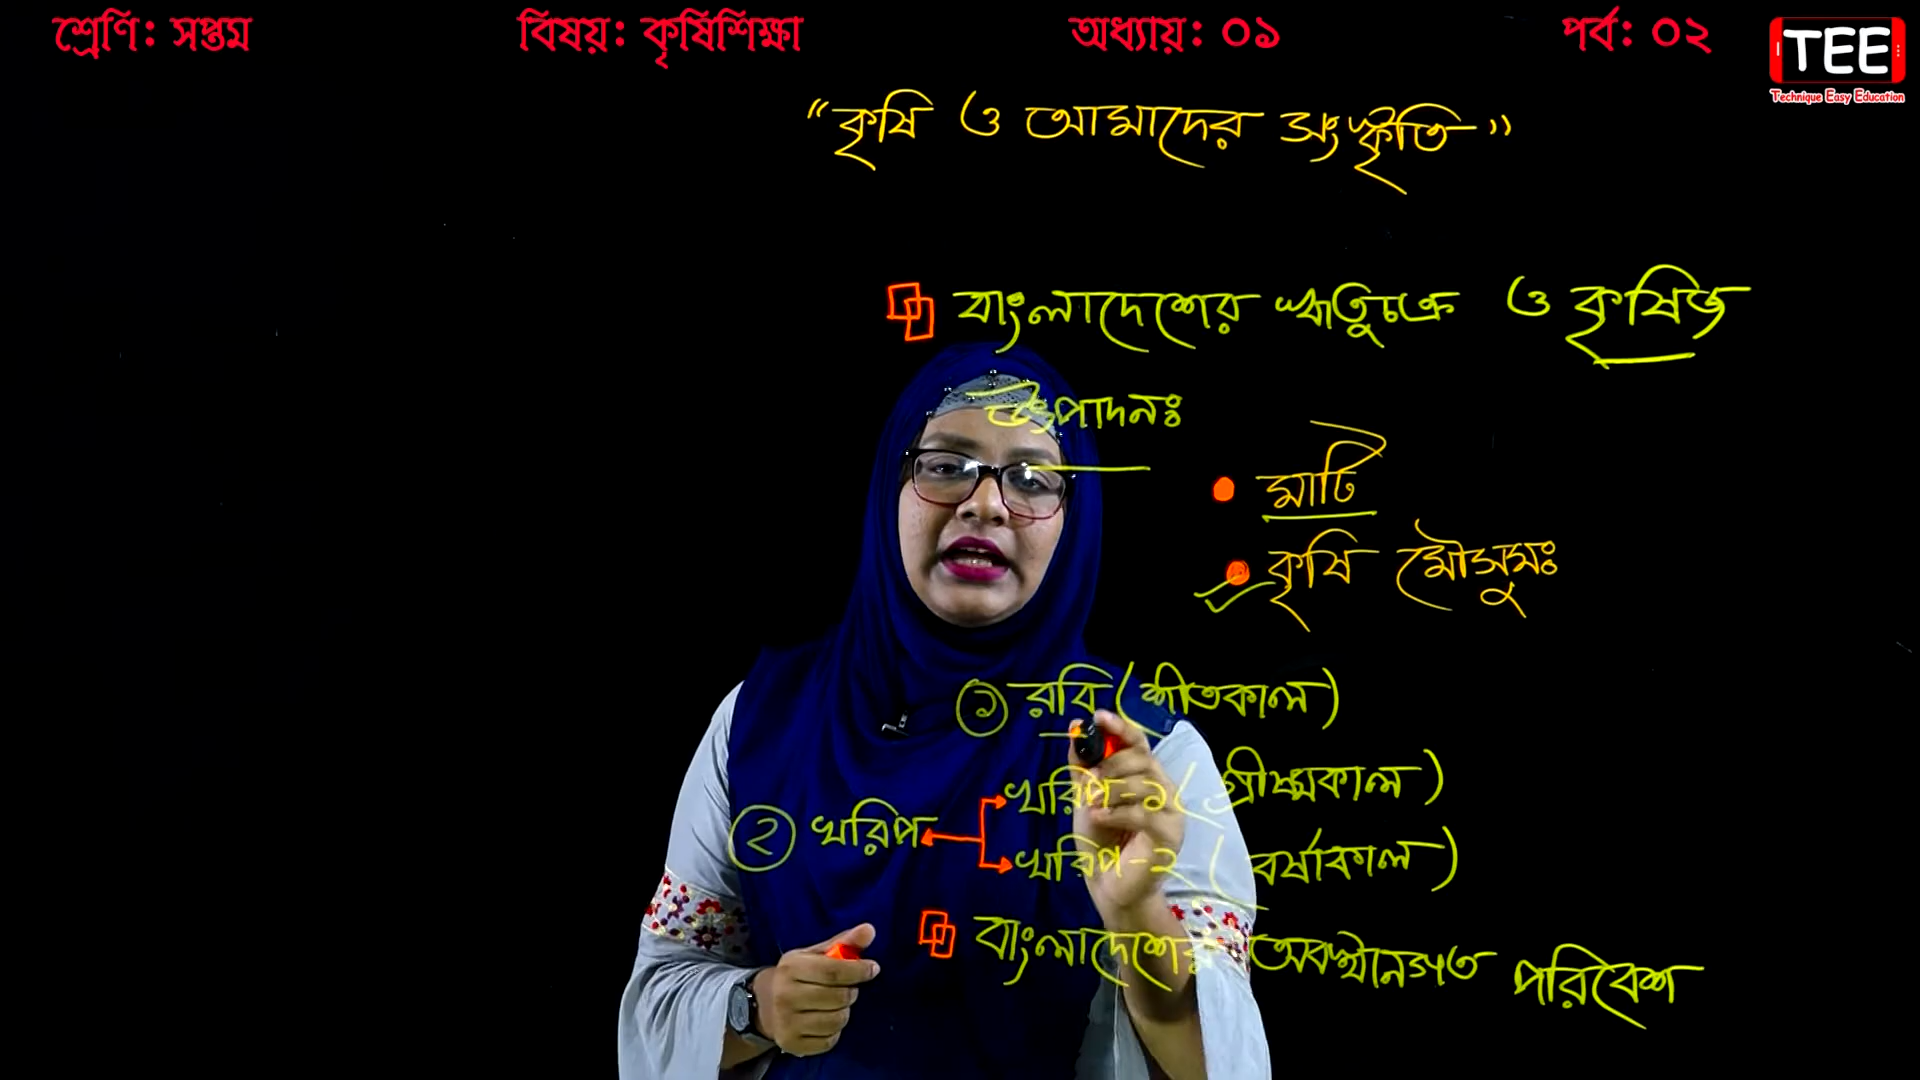 শ্রেণি: সপ্তম বিষয়: কৃষিশিক্ষা অধ্যায়: ০১ পর্ব: ০২
TEE
Technique Easy Education
“কৃষি ও আমাদের সংস্কৃতি”
বাংলাদেশের ঋতুচক্র ও কৃষিজ
উৎপাদনঃ
মাটি
কৃষি মৌসুমঃ
১ রবি (শীতকাল)
খরিপ-১ (গ্রীষ্মকাল)
২ খরিপ
খরিপ-২ (বর্ষাকাল)
বাংলাদেশের অবস্থানগত পরিবেশ